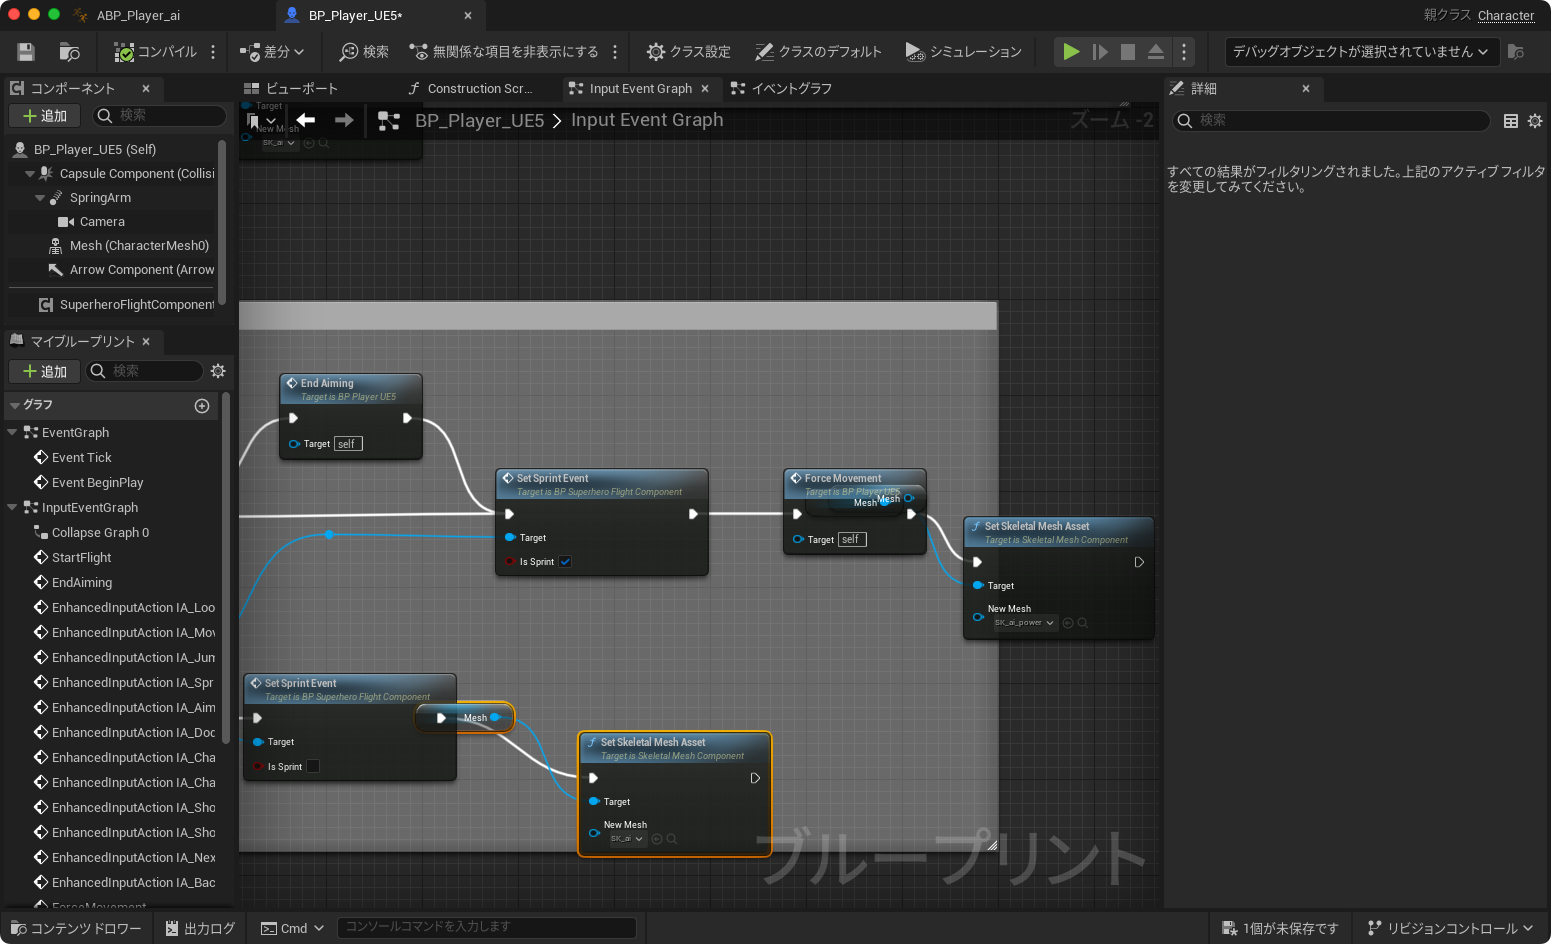 ABP_Player_ai
BP_Player_UE5*
親クラス Character
コンパイル
差分
検索
無関係な項目を非表示にする
クラス設定
クラスのデフォルト
シミュレーション
デバッグオブジェクトが選択されていません
コンポーネント
追加
検索
BP_Player_UE5 (Self)
Capsule Component (Collisi
SpringArm
Camera
Mesh (CharacterMesh0)
Arrow Component (Arrow
SuperheroFlightComponent
マイブループリント
追加
検索
グラフ
EventGraph
Event Tick
Event BeginPlay
InputEventGraph
Collapse Graph 0
StartFlight
EndAiming
EnhancedInputAction IA_Loo
EnhancedInputAction IA_Mov
EnhancedInputAction IA_Jum
EnhancedInputAction IA_Spr
EnhancedInputAction IA_Aim
EnhancedInputAction IA_Doc
EnhancedInputAction IA_Cha
EnhancedInputAction IA_Cha
EnhancedInputAction IA_Sho
EnhancedInputAction IA_Sho
EnhancedInputAction IA_Nex
EnhancedInputAction IA_Bac
ForceMovement
ビューポート
Construction Scr...
Input Event Graph
イベントグラフ
Target
New Mesh
SK_ai
BP_Player_UE5 > Input Event Graph
ズーム -2
End Aiming
Target is BP Player UE5
Target self
Set Sprint Event
Target is BP Superhero Flight Component
Target
Is Sprint
Force Movement
Target is BP Player UE5
Mesh
Mesh
Target self
Set Skeletal Mesh Asset
Target is Skeletal Mesh Component
Target
New Mesh
SK_ai_power
Set Sprint Event
Target is BP Superhero Flight Component
Target
Is Sprint
Mesh
Set Skeletal Mesh Asset
Target is Skeletal Mesh Component
Target
New Mesh
SK_ai
ブループリント
詳細
検索
すべての結果がフィルタリングされました。上記のアクティブ フィルタ
を変更してみてください。
コンテンツ ドロワー
出力ログ
Cmd
コンソールコマンドを入力します
1個が未保存です
リビジョンコントロール